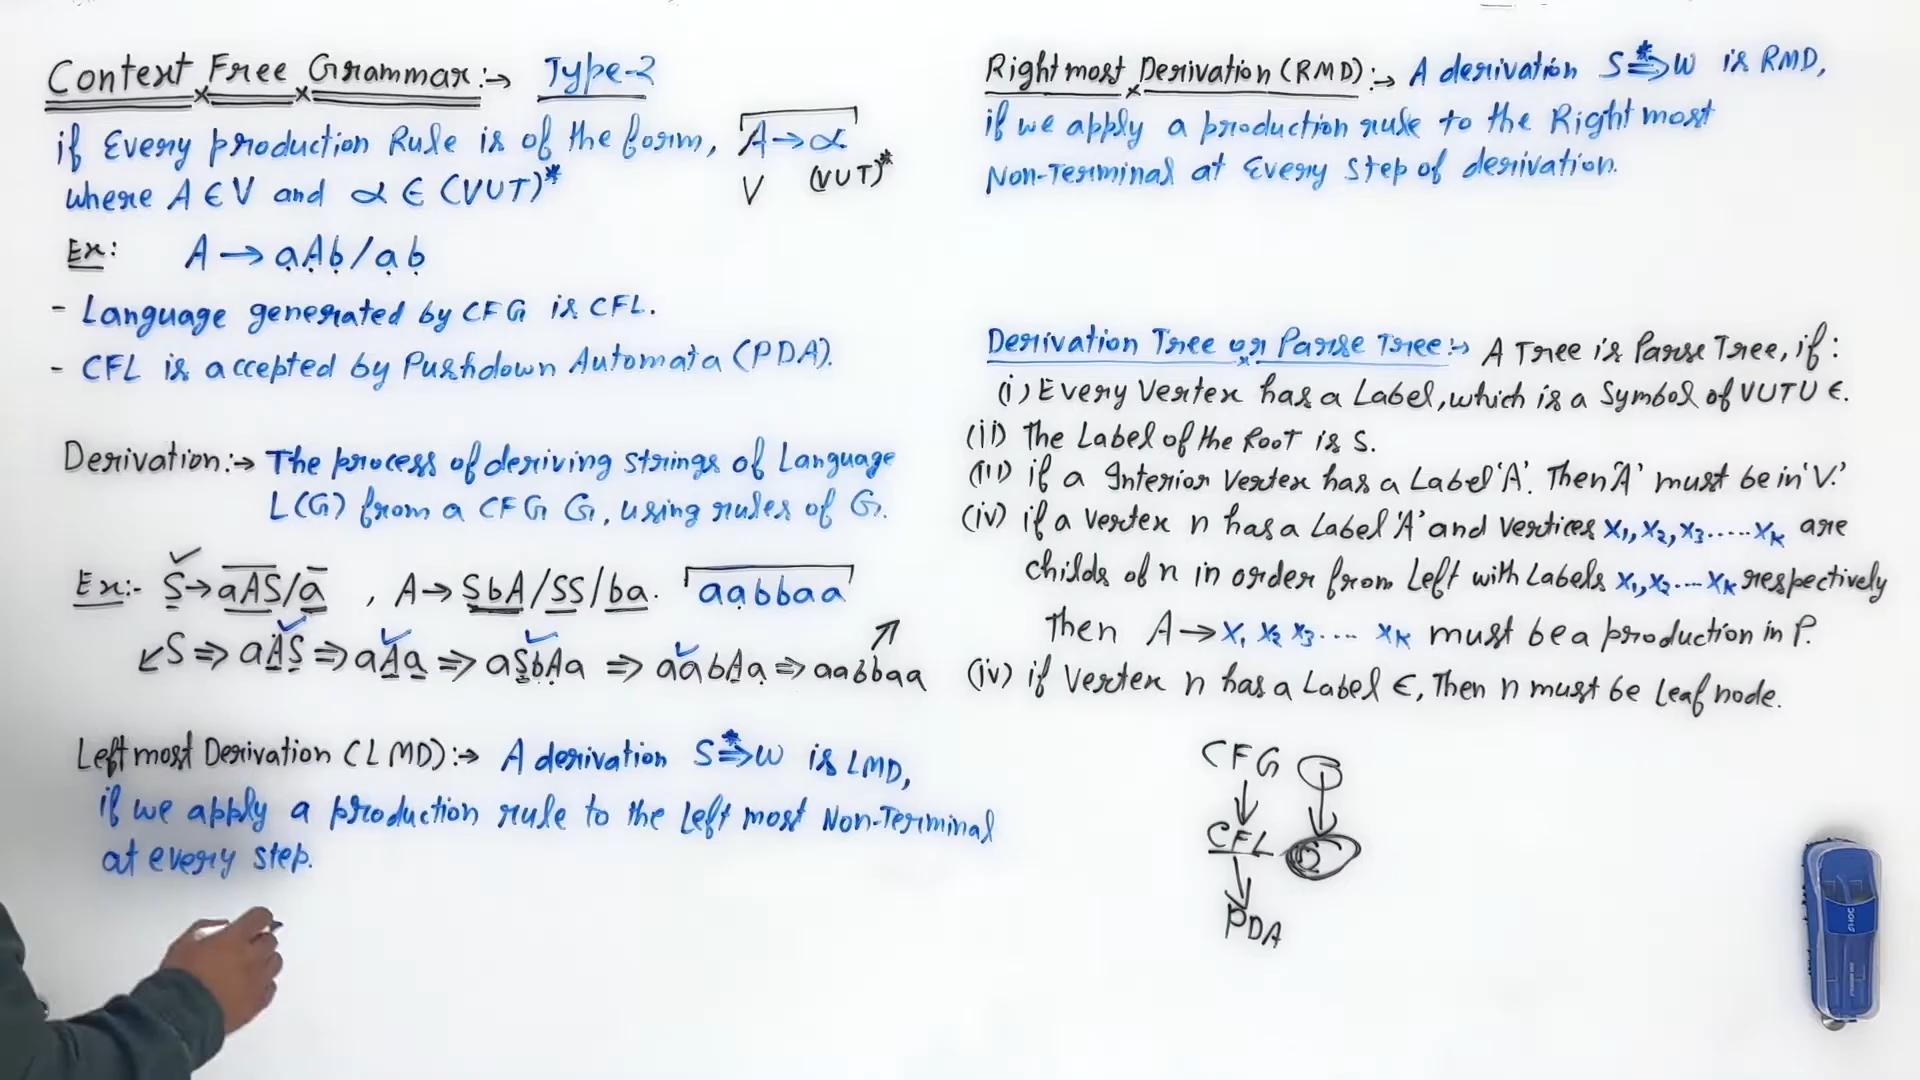 Context Free Grammar:→ Type-2
if Every production Rule is of the form, A→α
where A∈V and α∈(VUT)*
V (VUT)*
Ex: A→aAb/ab
- Language generated by CFG is CFL.
- CFL is accepted by Pushdown Automata (PDA).
Derivation:→ The process of deriving strings of Language
L(G) from a CFG G, using rules of G.
Ex:- S→aAS/a , A→SbA/SS/ba. aabbaa
S⇒aAS⇒aAa⇒aSbAa⇒aabAa⇒aabbaa
Left most Derivation (LMD):→ A derivation S⇒*w is LMD,
if we apply a production rule to the Left most Non-Terminal
at every step.
Right most Derivation (RMD):→ A derivation S⇒*w is RMD,
if we apply a production rule to the Right most
Non-Terminal at Every Step of derivation.
Derivation Tree or Parse Tree:→ A Tree is Parse Tree, if:
(i) Every Vertex has a Label, which is a Symbol of VUTU∈.
(ii) The Label of the Root is S.
(iii) if a Interior Vertex has a Label 'A'. Then 'A' must be in 'V'.
(iv) if a Vertex n has a Label 'A' and Vertices x1, x2, x3.....xk are
childs of n in order from Left with Labels x1, x2....xk respectively
Then A→x1 x2 x3.... xk must be a production in P.
(iv) if Vertex n has a Label ∈, Then n must be Leaf node.
CFG
↓
CFL
↓
PDA